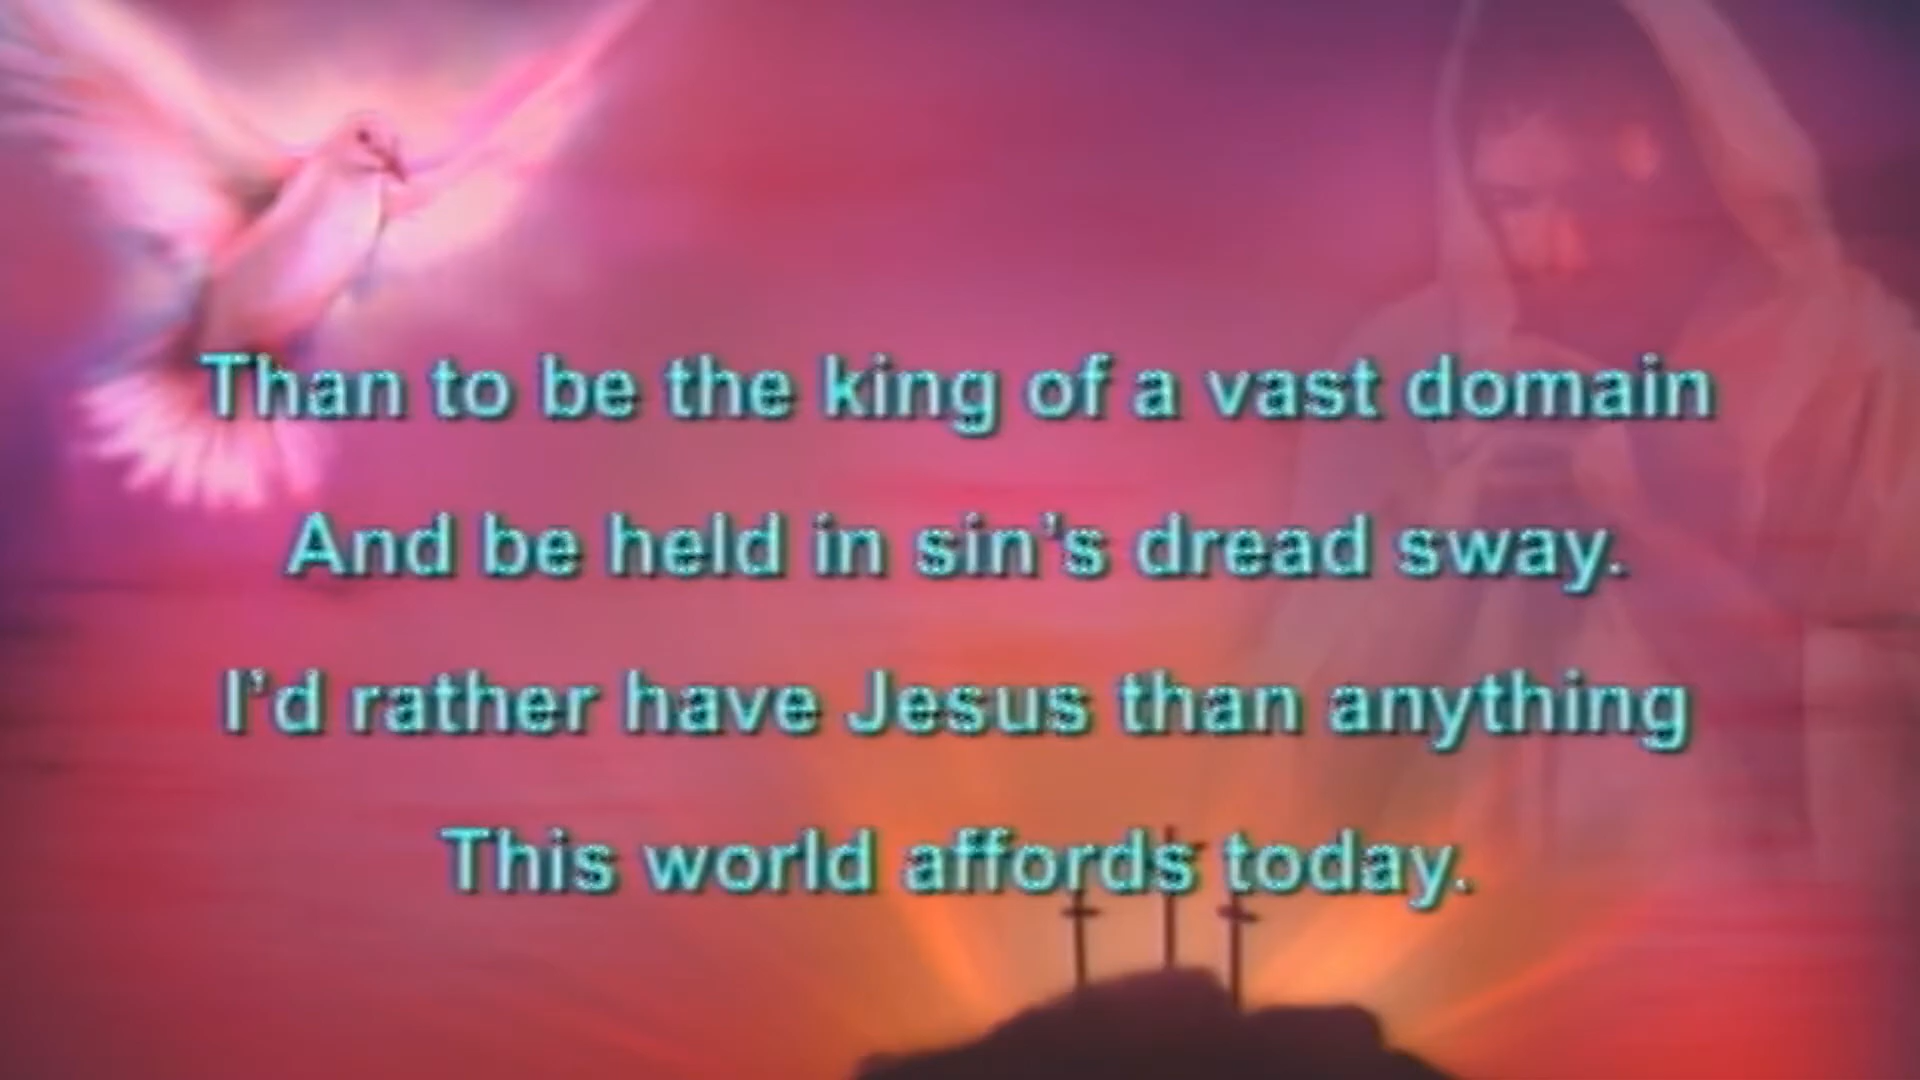 Than to be the king of a vast domain
And be held in sin's dread sway.
I'd rather have Jesus than anything
This world affords today.